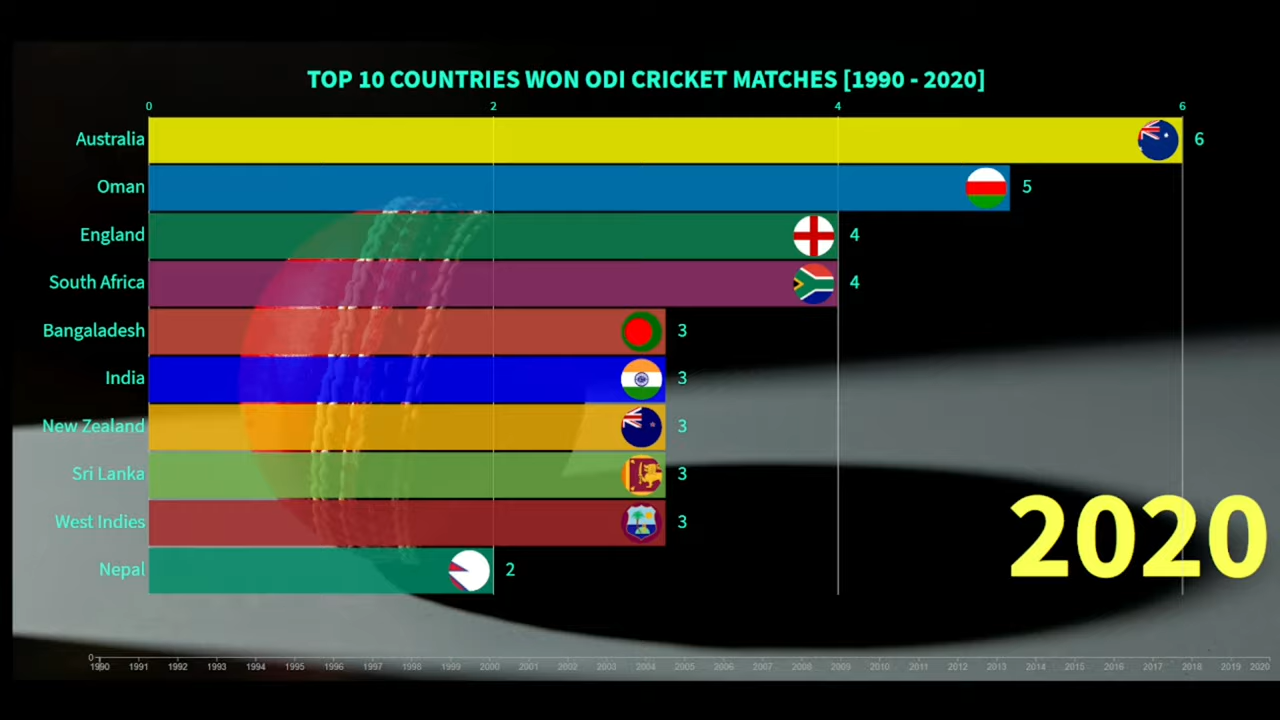 TOP 10 COUNTRIES WON ODI CRICKET MATCHES [1990 - 2020]
0 2 4 6
Australia 6
Oman 5
England 4
South Africa 4
Bangaladesh 3
India 3
New Zealand 3
Sri Lanka 3
West Indies 3
2020
Nepal 2
0
1990 1991 1992 1993 1994 1995 1996 1997 1998 1999 2000 2001 2002 2003 2004 2005 2006 2007 2008 2009 2010 2011 2012 2013 2014 2015 2016 2017 2018 2019 2020